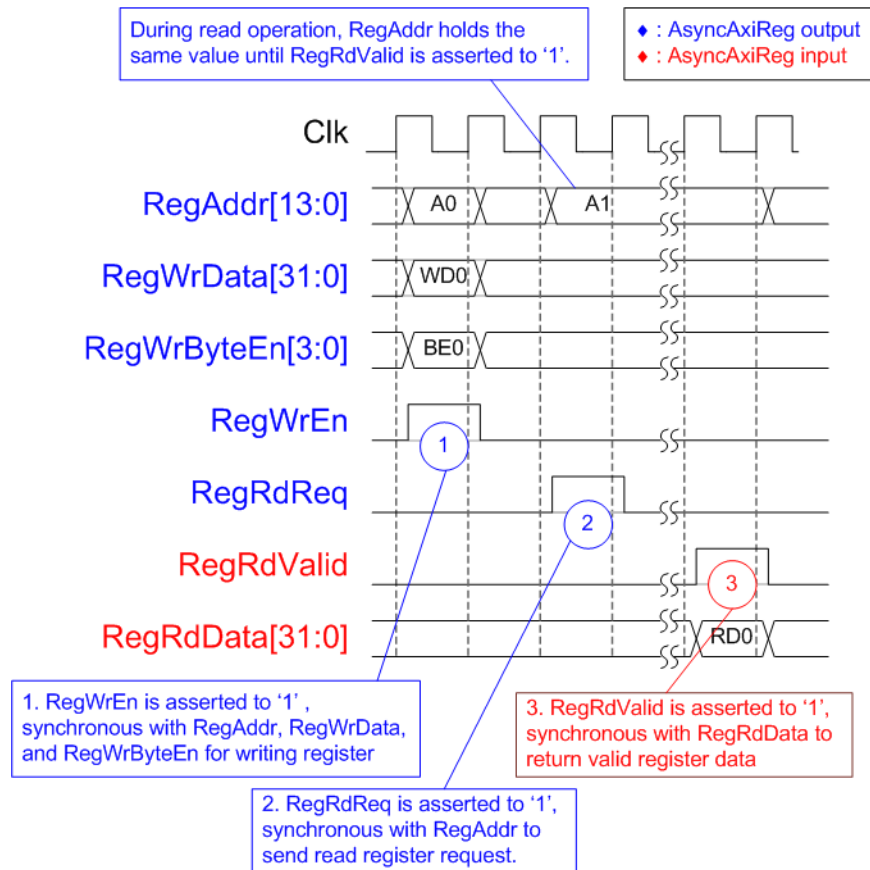 During read operation, RegAddr holds the
same value until RegRdValid is asserted to ‘1’.
♦ : AsyncAxiReg output
♦ : AsyncAxiReg input
Clk
RegAddr[13:0]
A0
A1
RegWrData[31:0]
WD0
RegWrByteEn[3:0]
BE0
RegWrEn
1
RegRdReq
2
RegRdValid
3
RegRdData[31:0]
RD0
1. RegWrEn is asserted to ‘1’ ,
synchronous with RegAddr, RegWrData,
and RegWrByteEn for writing register
3. RegRdValid is asserted to ‘1’,
synchronous with RegRdData to
return valid register data
2. RegRdReq is asserted to ‘1’,
synchronous with RegAddr to
send read register request.